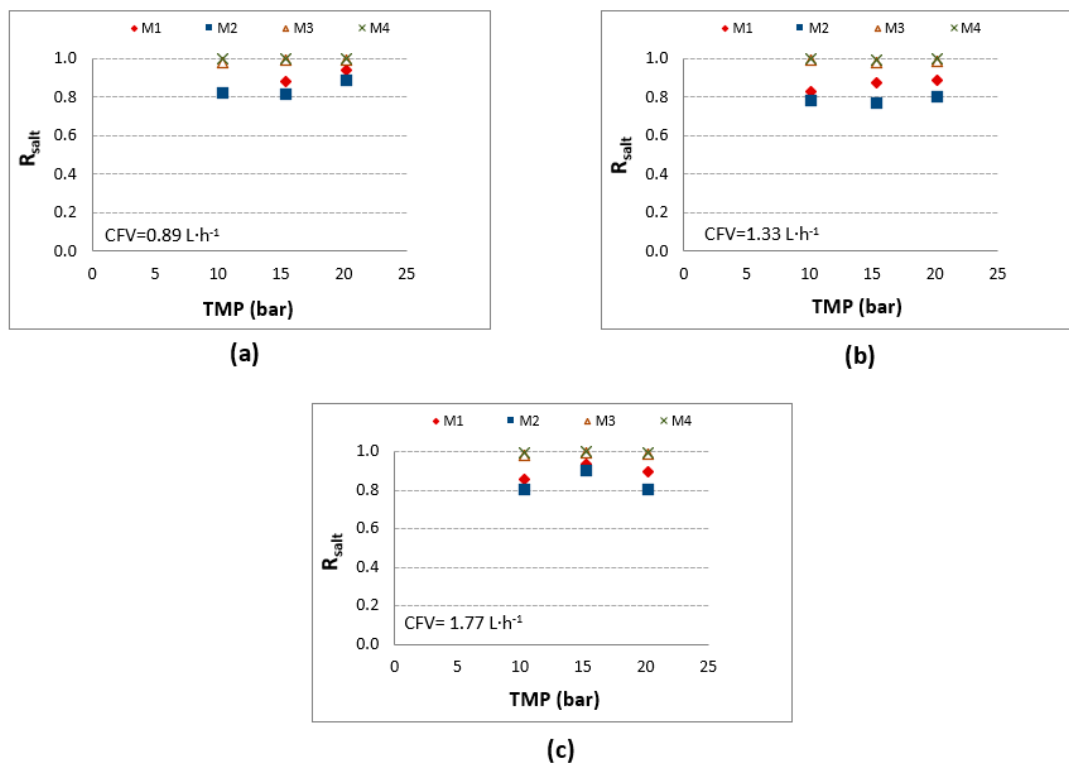 M1 M2 M3 M4
1.0
0.8
0.6
0.4
0.2
0.0
Rsalt
CFV=0.89 L·h-1
0 5 10 15 20 25
TMP (bar)
(a)
M1 M2 M3 M4
1.0
0.8
0.6
0.4
0.2
0.0
Rsalt
CFV=1.33 L·h-1
0 5 10 15 20 25
TMP (bar)
(b)
M1 M2 M3 M4
1.0
0.8
0.6
0.4
0.2
0.0
Rsalt
CFV= 1.77 L·h-1
0 5 10 15 20 25
TMP (bar)
(c)